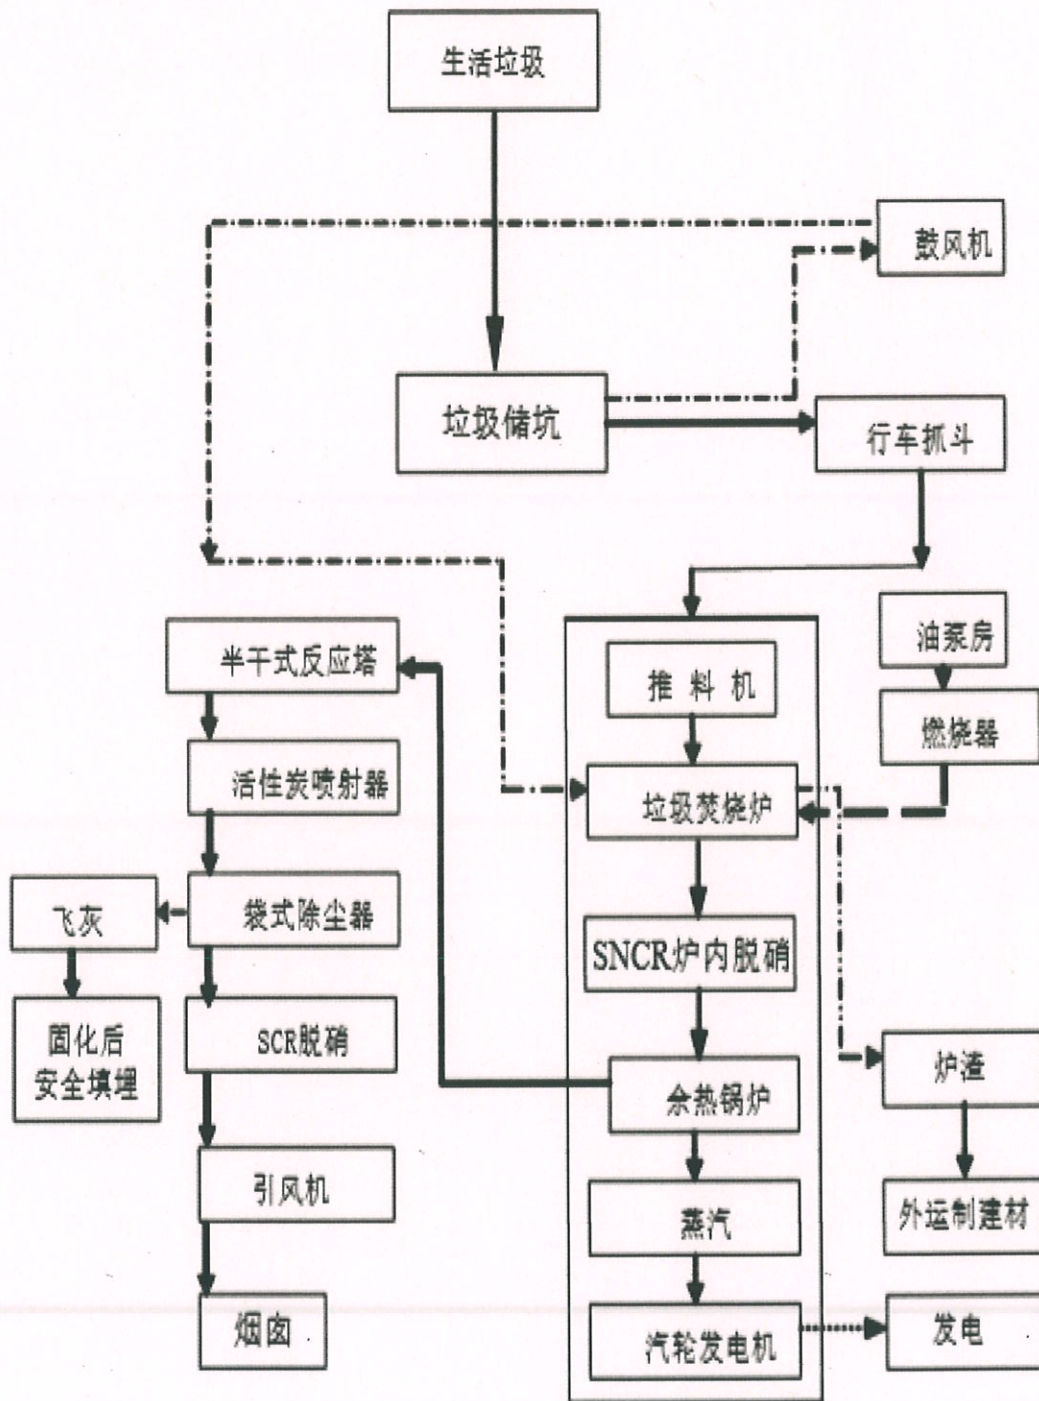 生活垃圾
鼓风机
垃圾储坑
行车抓斗
油泵房
半干式反应塔
推 料 机
燃烧器
活性炭喷射器
垃圾焚烧炉
飞灰
袋式除尘器
SNCR炉内脱硝
固化后
安全填埋
SCR脱硝
余热锅炉
炉渣
引风机
蒸汽
外运制建材
烟囱
汽轮发电机
发电